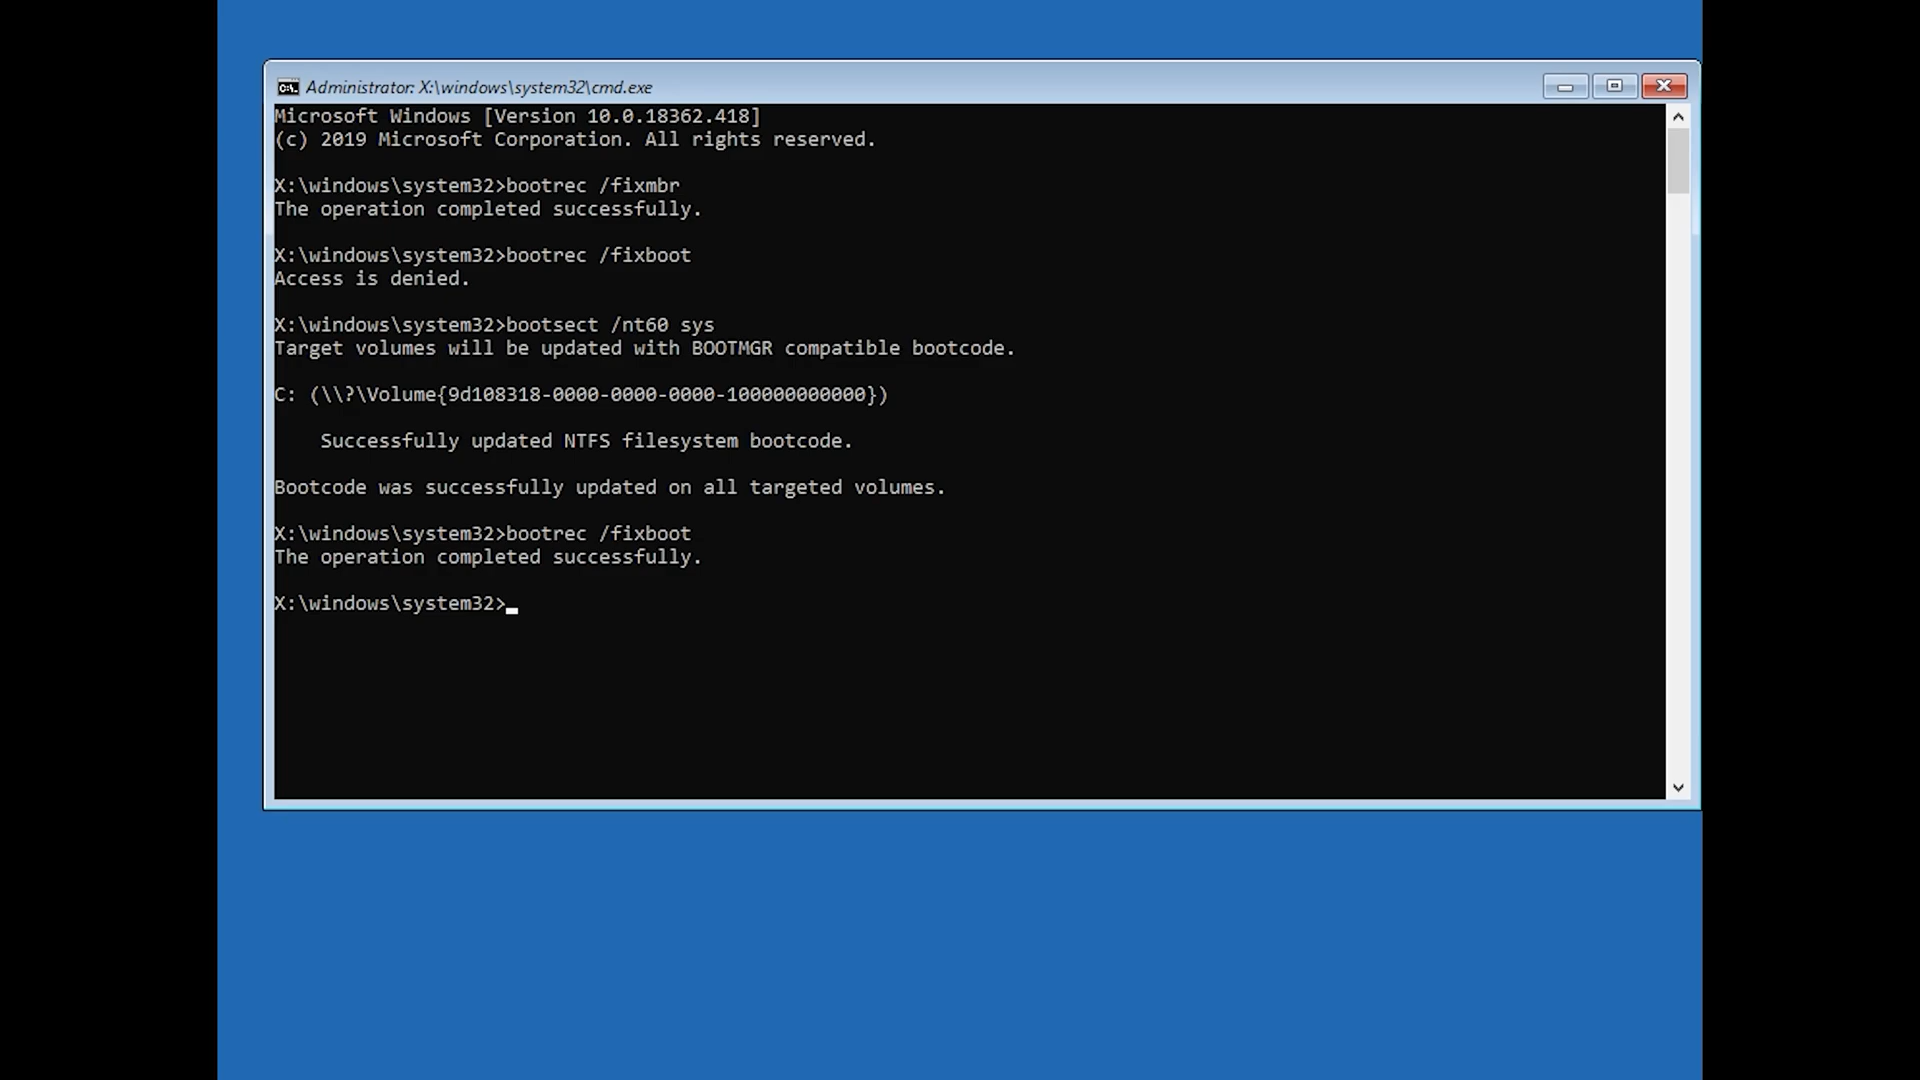 Administrator: X:\windows\system32\cmd.exe
Microsoft Windows [Version 10.0.18362.418]
(c) 2019 Microsoft Corporation. All rights reserved.
X:\windows\system32>bootrec /fixmbr
The operation completed successfully.
X:\windows\system32>bootrec /fixboot
Access is denied.
X:\windows\system32>bootsect /nt60 sys
Target volumes will be updated with BOOTMGR compatible bootcode.
C: (\\?\Volume{9d108318-0000-0000-0000-100000000000})
Successfully updated NTFS filesystem bootcode.
Bootcode was successfully updated on all targeted volumes.
X:\windows\system32>bootrec /fixboot
The operation completed successfully.
X:\windows\system32>